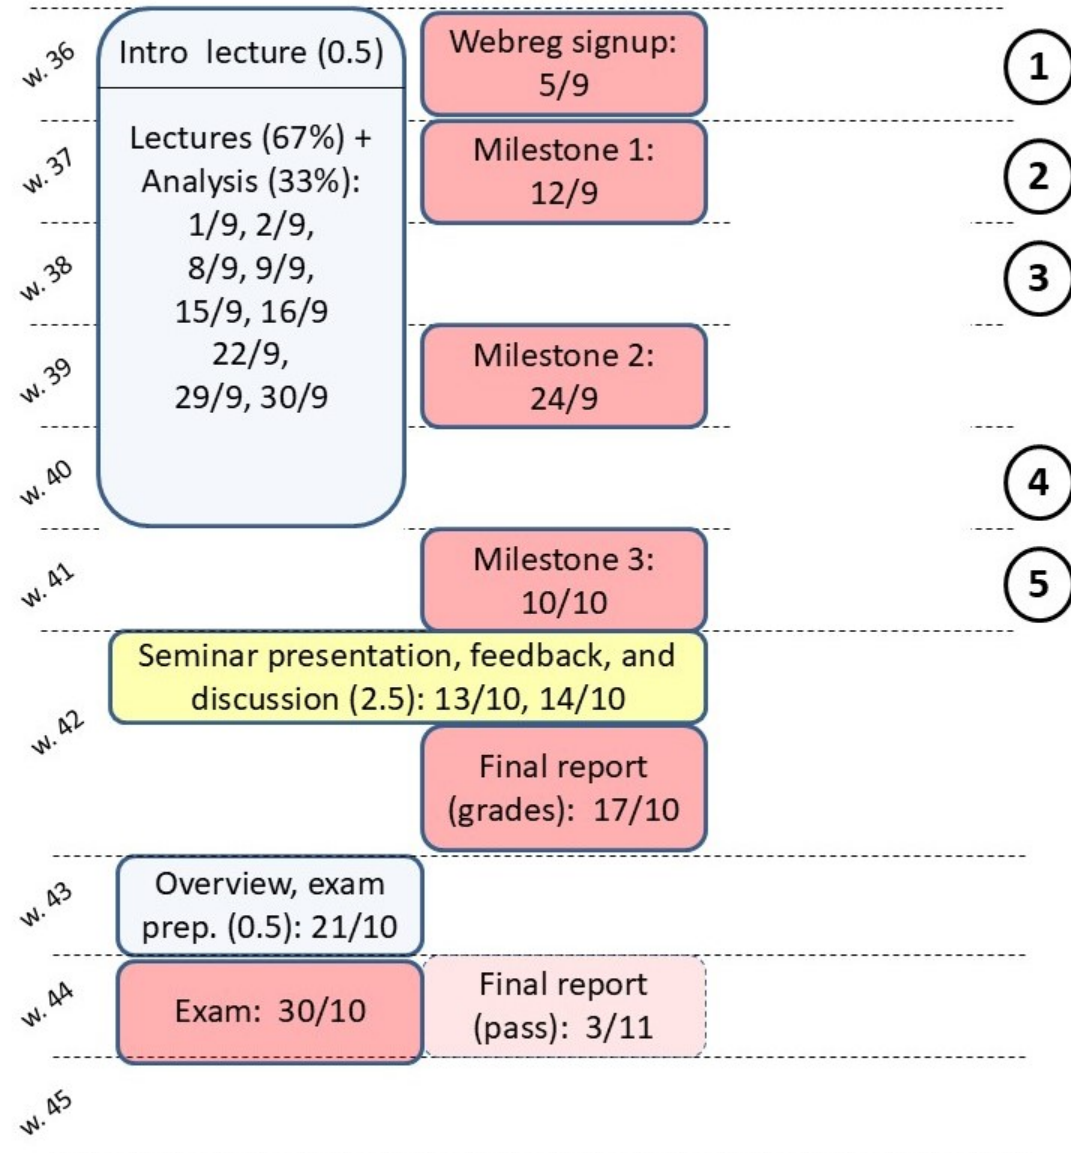 w. 36
Intro lecture (0.5)
Webreg signup:
5/9
1
w. 37
Lectures (67%) +
Analysis (33%):
1/9, 2/9,
8/9, 9/9,
15/9, 16/9
22/9,
29/9, 30/9
Milestone 1:
12/9
2
w. 38
3
w. 39
Milestone 2:
24/9
w. 40
4
w. 41
Milestone 3:
10/10
5
w. 42
Seminar presentation, feedback, and
discussion (2.5): 13/10, 14/10
Final report
(grades): 17/10
w. 43
Overview, exam
prep. (0.5): 21/10
w. 44
Exam: 30/10
Final report
(pass): 3/11
w. 45